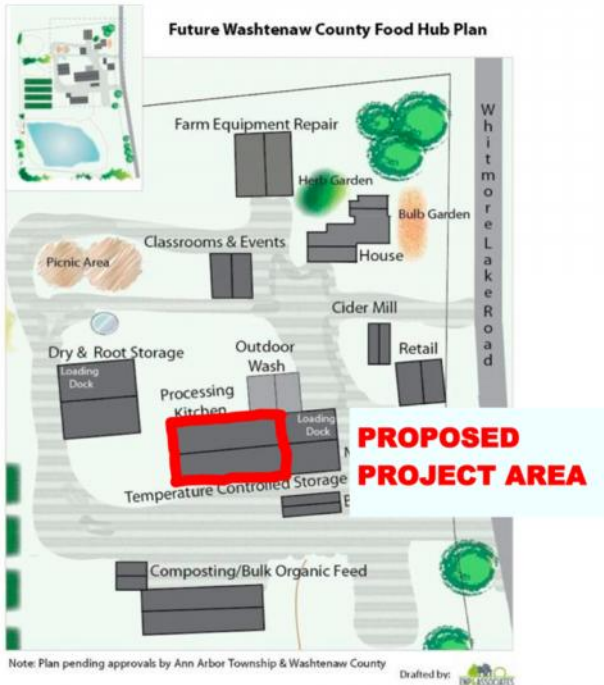 Future Washtenaw County Food Hub Plan
Farm Equipment Repair
Herb Garden
Bulb Garden
Classrooms & Events
House
Picnic Area
Whitmore Lake Road
Cider Mill
Dry & Root Storage
Outdoor
Wash
Retail
Loading
Dock
Processing
Kitchen
Loading
Dock
PROPOSED
PROJECT AREA
Temperature Controlled Storage
Composting/Bulk Organic Feed
Note: Plan pending approvals by Ann Arbor Township & Washtenaw County
Drafted by: